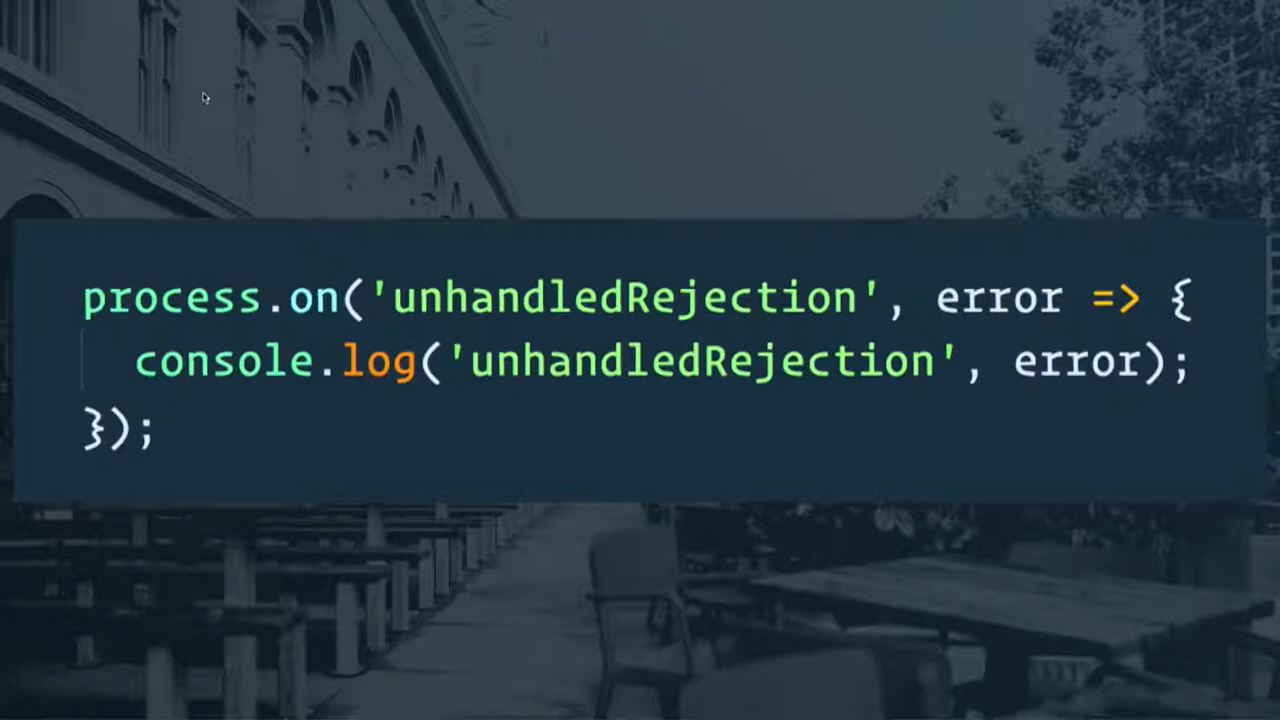 process.on('unhandledRejection', error => {
  console.log('unhandledRejection', error);
});